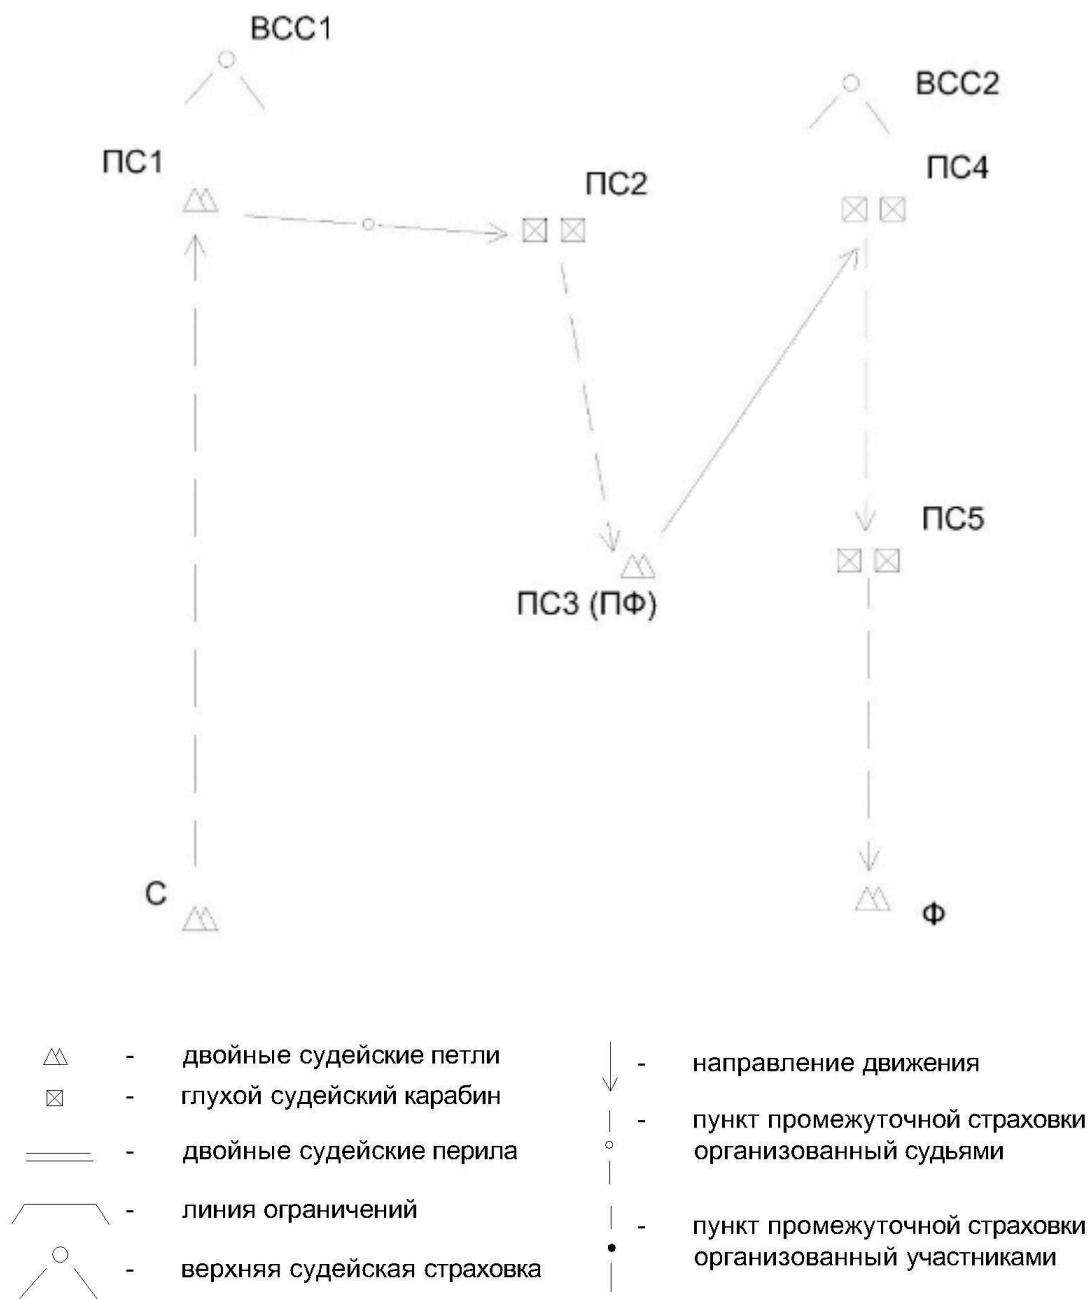 ВСС1
ВСС2
ПС1
ПС4
ПС2
ПС5
ПС3 (ПФ)
С
Ф
- двойные судейские петли
- глухой судейский карабин
- двойные судейские перила
- линия ограничений
- верхняя судейская страховка
- направление движения
- пункт промежуточной страховки
организованный судьями
- пункт промежуточной страховки
организованный участниками